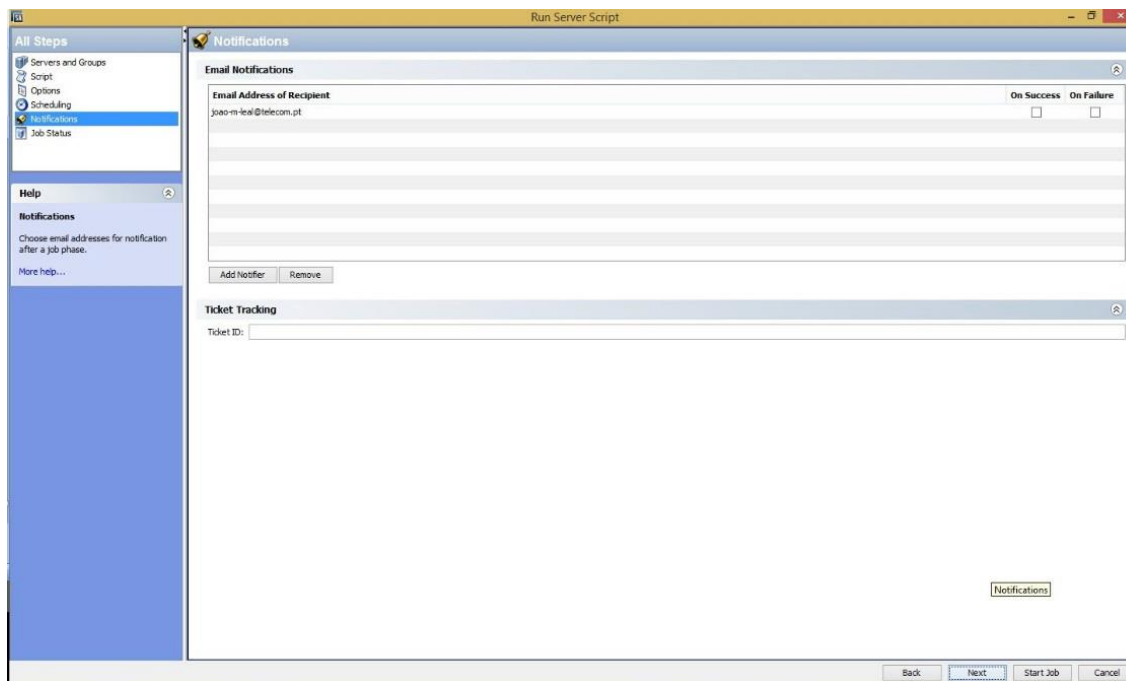 Run Server Script
All Steps
Servers and Groups
Script
Options
Scheduling
Notifications
Job Status
Help
Notifications
Choose email addresses for notification
after a job phase.
More help...
Notifications
Email Notifications
Email Address of Recipient On Success On Failure
joao-m-leal@telecom.pt
Add Notifier Remove
Ticket Tracking
Ticket ID:
Notifications
Back Next Start Job Cancel